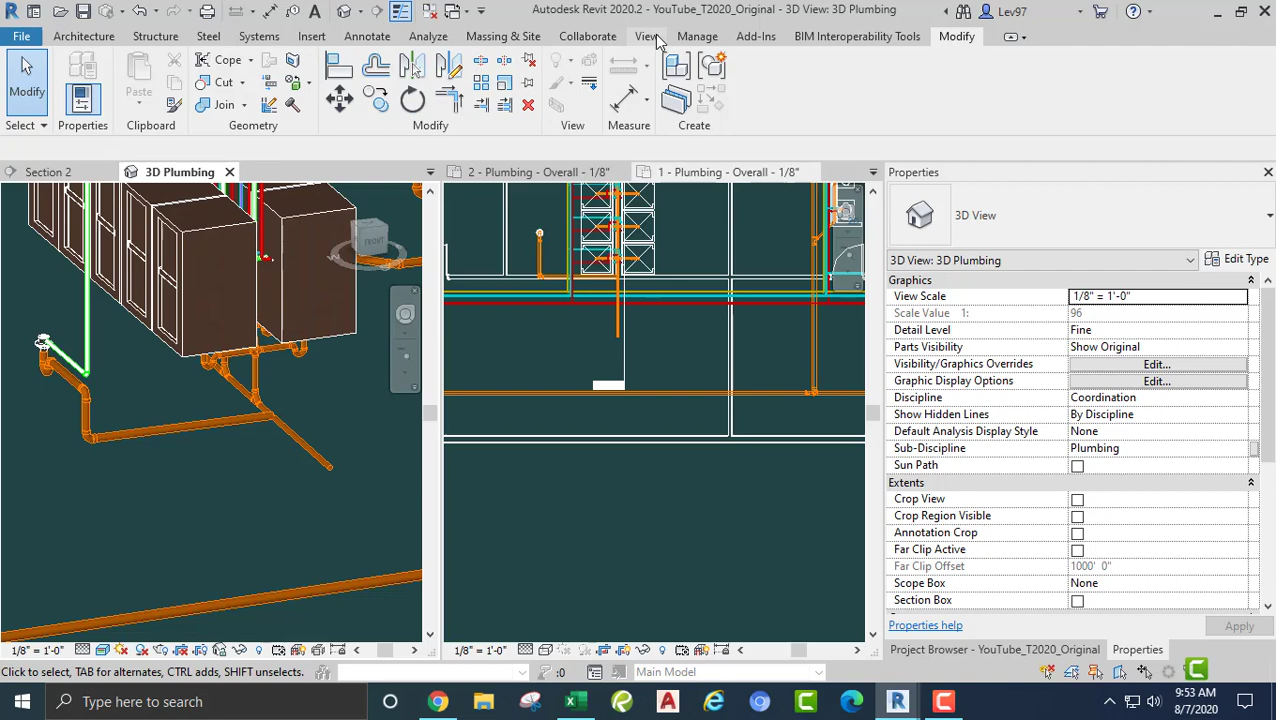 Autodesk Revit 2020.2 - YouTube_T2020_Original - 3D View: 3D Plumbing
Lev97
File Architecture Structure Steel Systems Insert Annotate Analyze Massing & Site Collaborate View Manage Add-Ins BIM Interoperability Tools Modify
Modify
Select
Properties
Paste
Clipboard
Cope
Cut
Join
Geometry
Modify
View
Measure
Create
Section 2
3D Plumbing
2 - Plumbing - Overall - 1/8"
1 - Plumbing - Overall - 1/8"
FRONT
Properties
3D View
3D View: 3D Plumbing
Edit Type
Graphics
View Scale 1/8" = 1'-0"
Scale Value 1: 96
Detail Level Fine
Parts Visibility Show Original
Visibility/Graphics Overrides Edit...
Graphic Display Options Edit...
Discipline Coordination
Show Hidden Lines By Discipline
Default Analysis Display Style None
Sub-Discipline Plumbing
Sun Path
Extents
Crop View
Crop Region Visible
Annotation Crop
Far Clip Active
Far Clip Offset 1000' 0"
Scope Box None
Section Box
Properties help
Apply
1/8" = 1'-0"
1/8" = 1'-0"
Project Browser - YouTube_T2020_Original
Properties
Click to select, TAB for alternates, CTRL adds, SHIFT unselects.
:0
Main Model
Type here to search
9:53 AM
8/7/2020